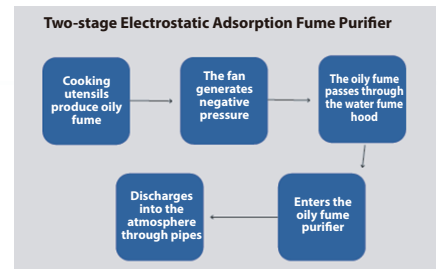 Two-stage Electrostatic Adsorption Fume Purifier
Cooking
utensils
produce oily
fume
The fan
generates
negative
pressure
The oily fume
passes through
the water fume
hood
Enters the
oily fume
purifier
Discharges
into the
atmosphere
through pipes